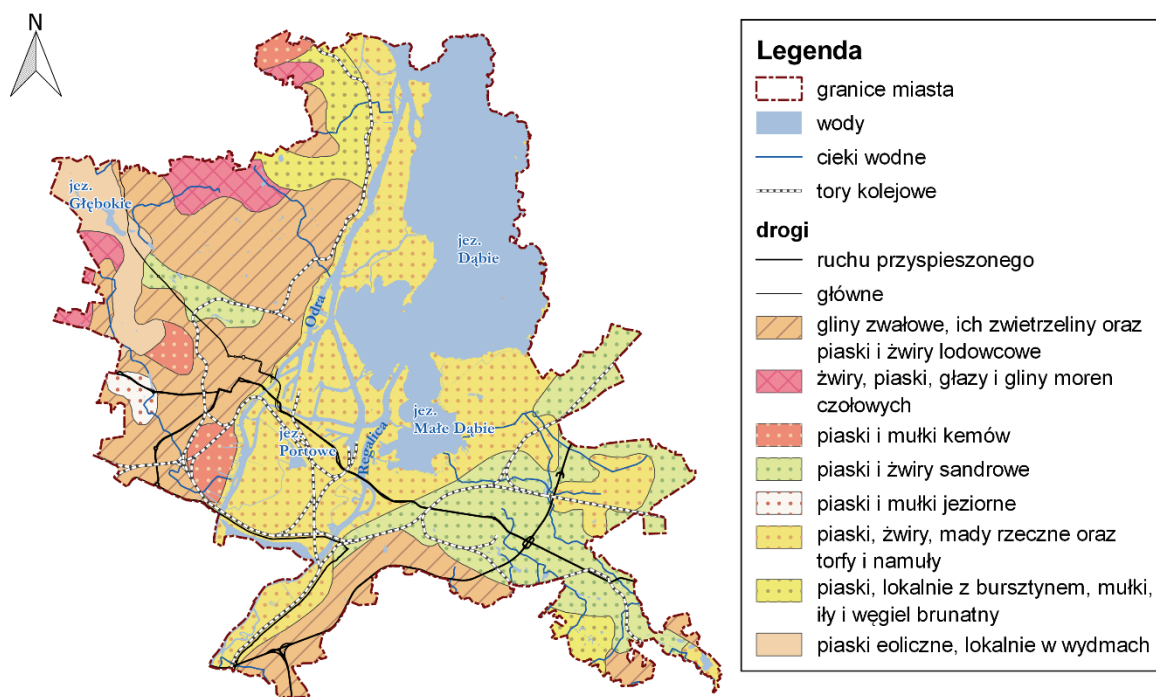 N
jez.
Głębokie
jez.
Dąbie
Odra
jez.
Portowe
Regalica
jez.
Małe Dąbie
Legenda
granice miasta
wody
cieki wodne
tory kolejowe
drogi
ruchu przyspieszonego
główne
gliny zwałowe, ich zwietrzeliny oraz
piaski i żwiry lodowcowe
żwiry, piaski, głazy i gliny moren
czołowych
piaski i mułki kemów
piaski i żwiry sandrowe
piaski i mułki jeziorne
piaski, żwiry, mady rzeczne oraz
torfy i namuły
piaski, lokalnie z bursztynem, mułki,
iły i węgiel brunatny
piaski eoliczne, lokalnie w wydmach